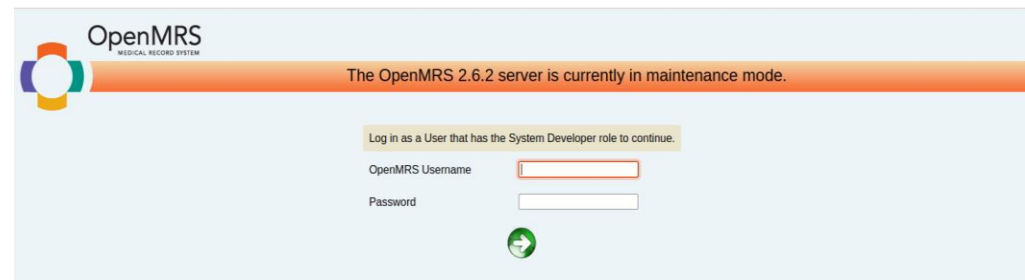 OpenMRS
MEDICAL RECORD SYSTEM
The OpenMRS 2.6.2 server is currently in maintenance mode.
Log in as a User that has the System Developer role to continue.
OpenMRS Username
Password